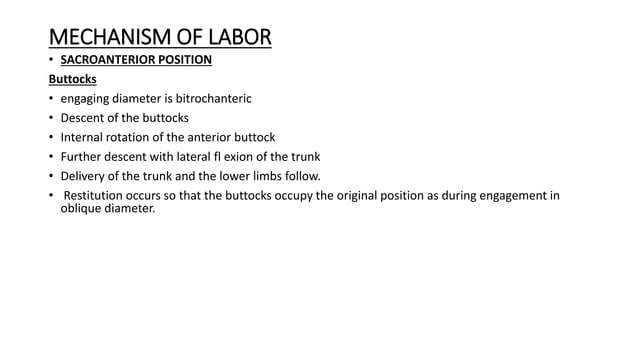 MECHANISM OF LABOR
• SACROANTERIOR POSITION
Buttocks
• engaging diameter is bitrochanteric
• Descent of the buttocks
• Internal rotation of the anterior buttock
• Further descent with lateral fl exion of the trunk
• Delivery of the trunk and the lower limbs follow.
• Restitution occurs so that the buttocks occupy the original position as during engagement in
oblique diameter.